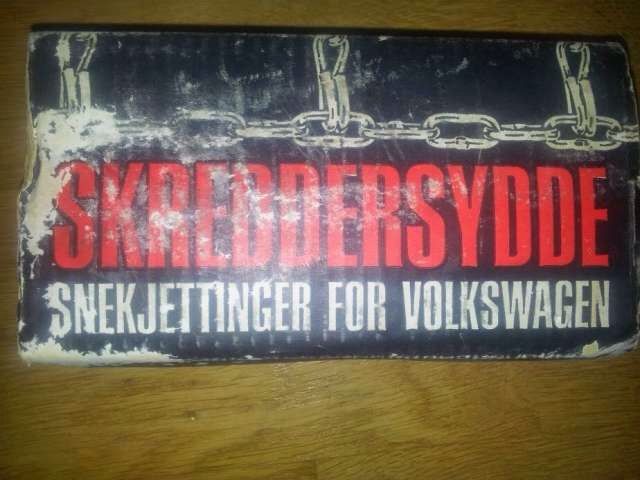 SKREDDERSYDDE
SNEKJETTINGER FOR VOLKSWAGEN